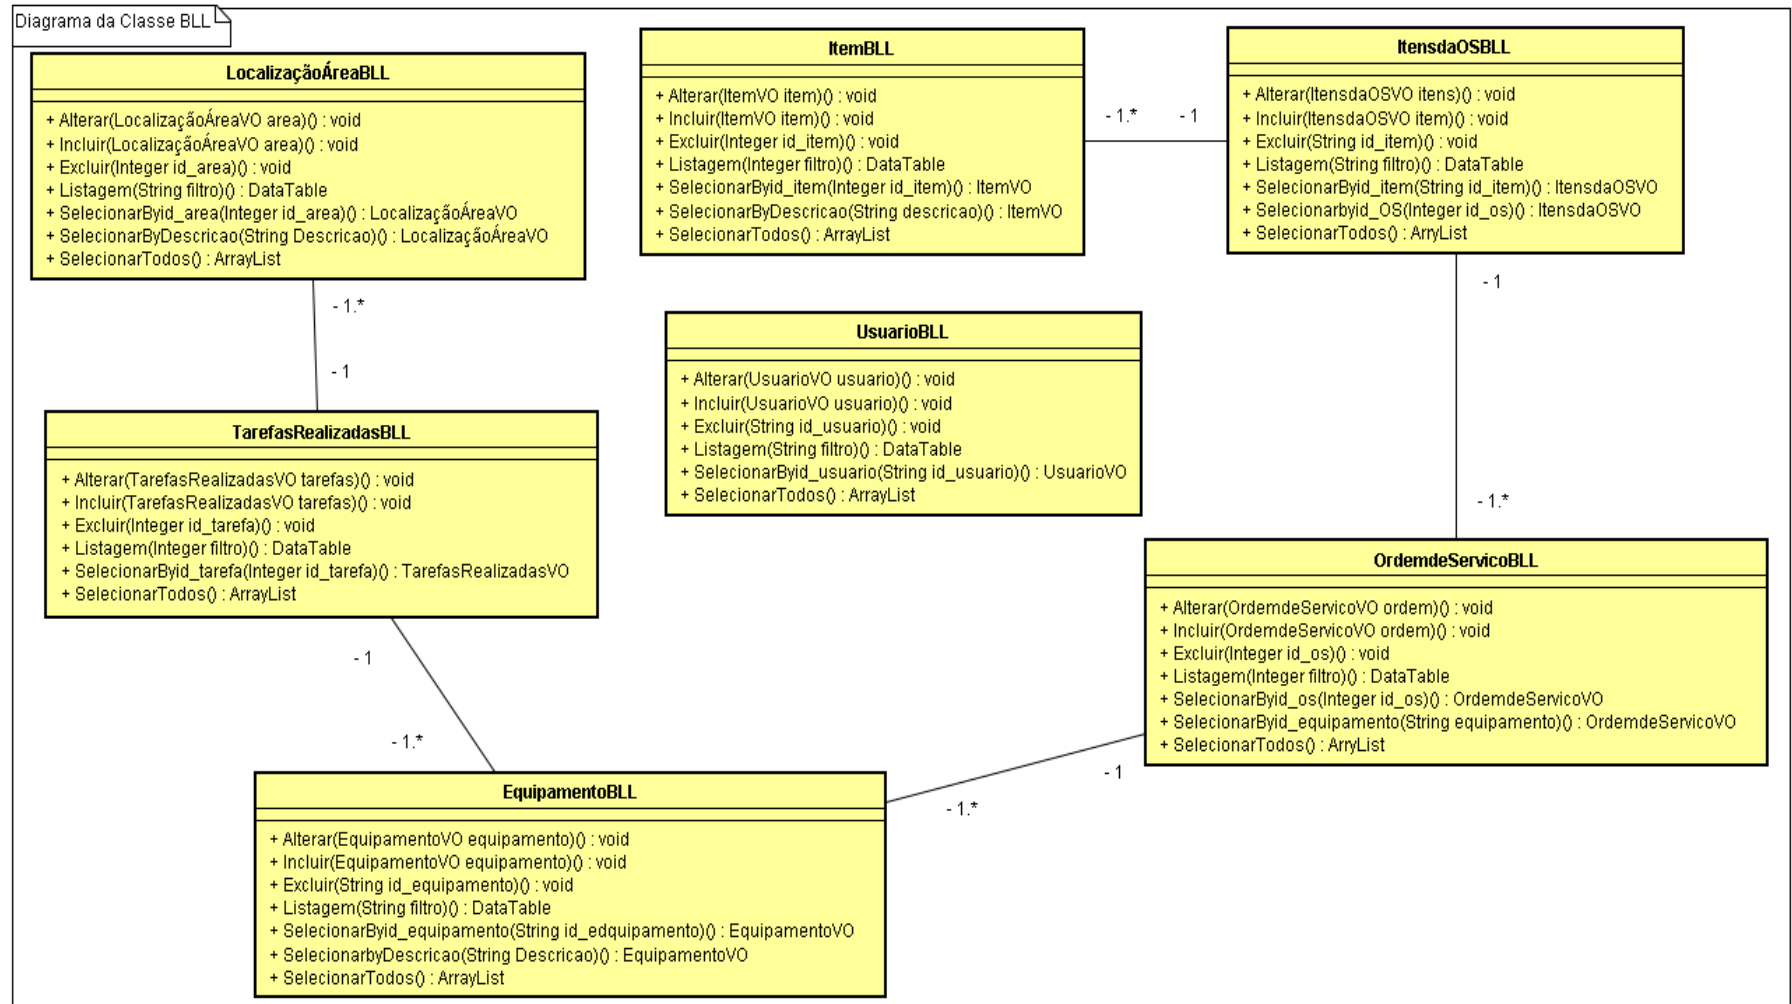 Diagrama da Classe BLL
LocalizaçãoÁreaBLL
+ Alterar(LocalizaçãoÁreaVO area)() : void
+ Incluir(LocalizaçãoÁreaVO area)() : void
+ Excluir(Integer id_area)() : void
+ Listagem(String filtro)() : DataTable
+ SelecionarByid_area(Integer id_area)() : LocalizaçãoÁreaVO
+ SelecionarByDescricao(String Descricao)() : LocalizaçãoÁreaVO
+ SelecionarTodos() : ArrayList
ItemBLL
+ Alterar(ItemVO item)() : void
+ Incluir(ItemVO item)() : void
+ Excluir(Integer id_item)() : void
+ Listagem(Integer filtro)() : DataTable
+ SelecionarByid_item(Integer id_item)() : ItemVO
+ SelecionarByDescricao(String descricao)() : ItemVO
+ SelecionarTodos() : ArrayList
- 1.*
- 1
ItensdaOSBLL
+ Alterar(ItensdaOSVO itens)() : void
+ Incluir(ItensdaOSVO item)() : void
+ Excluir(String id_item)() : void
+ Listagem(String filtro)() : DataTable
+ SelecionarByid_item(String id_item)() : ItensdaOSVO
+ Selecionarbyid_OS(Integer id_os)() : ItensdaOSVO
+ SelecionarTodos() : ArryList
- 1.*
- 1
- 1
- 1.*
UsuarioBLL
+ Alterar(UsuarioVO usuario)() : void
+ Incluir(UsuarioVO usuario)() : void
+ Excluir(String id_usuario)() : void
+ Listagem(String filtro)() : DataTable
+ SelecionarByid_usuario(String id_usuario)() : UsuarioVO
+ SelecionarTodos() : ArrayList
TarefasRealizadasBLL
+ Alterar(TarefasRealizadasVO tarefas)() : void
+ Incluir(TarefasRealizadasVO tarefas)() : void
+ Excluir(Integer id_tarefa)() : void
+ Listagem(Integer filtro)() : DataTable
+ SelecionarByid_tarefa(Integer id_tarefa)() : TarefasRealizadasVO
+ SelecionarTodos() : ArrayList
OrdemdeServicoBLL
+ Alterar(OrdemdeServicoVO ordem)() : void
+ Incluir(OrdemdeServicoVO ordem)() : void
+ Excluir(Integer id_os)() : void
+ Listagem(Integer filtro)() : DataTable
+ SelecionarByid_os(Integer id_os)() : OrdemdeServicoVO
+ SelecionarByid_equipamento(String equipamento)() : OrdemdeServicoVO
+ SelecionarTodos() : ArryList
- 1
- 1.*
- 1
- 1.*
EquipamentoBLL
+ Alterar(EquipamentoVO equipamento)() : void
+ Incluir(EquipamentoVO equipamento)() : void
+ Excluir(String id_equipamento)() : void
+ Listagem(String filtro)() : DataTable
+ SelecionarByid_equipamento(String id_edquipamento)() : EquipamentoVO
+ SelecionarbyDescricao(String Descricao)() : EquipamentoVO
+ SelecionarTodos() : ArrayList